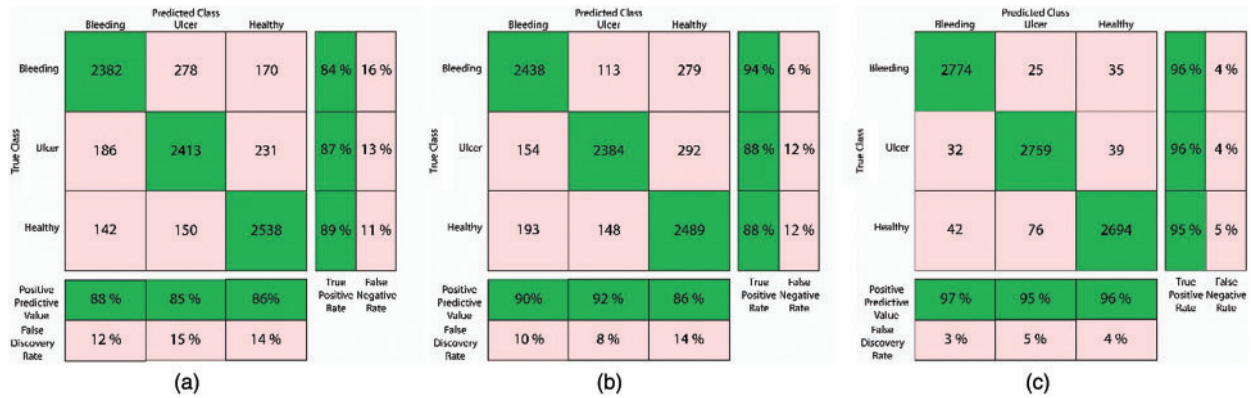 Predicted Class
Bleeding Ulcer Healthy
True Class
Bleeding 2382 278 170 84 % 16 %
Ulcer 186 2413 231 87 % 13 %
Healthy 142 150 2538 89 % 11 %
True Positive Rate
False Negative Rate
Positive Predictive Value 88 % 85 % 86%
False Discovery Rate 12 % 15 % 14 %
(a)
Predicted Class
Bleeding Ulcer Healthy
True Class
Bleeding 2438 113 279 94 % 6 %
Ulcer 154 2384 292 88 % 12 %
Healthy 193 148 2489 88 % 12 %
True Positive Rate
False Negative Rate
Positive Predictive Value 90% 92 % 86 %
False Discovery Rate 10 % 8 % 14 %
(b)
Predicted Class
Bleeding Ulcer Healthy
True Class
Bleeding 2774 25 35 96 % 4 %
Ulcer 32 2759 39 96 % 4 %
Healthy 42 76 2694 95 % 5 %
True Positive Rate
False Negative Rate
Positive Predictive Value 97 % 95 % 96 %
False Discovery Rate 3 % 5 % 4 %
(c)